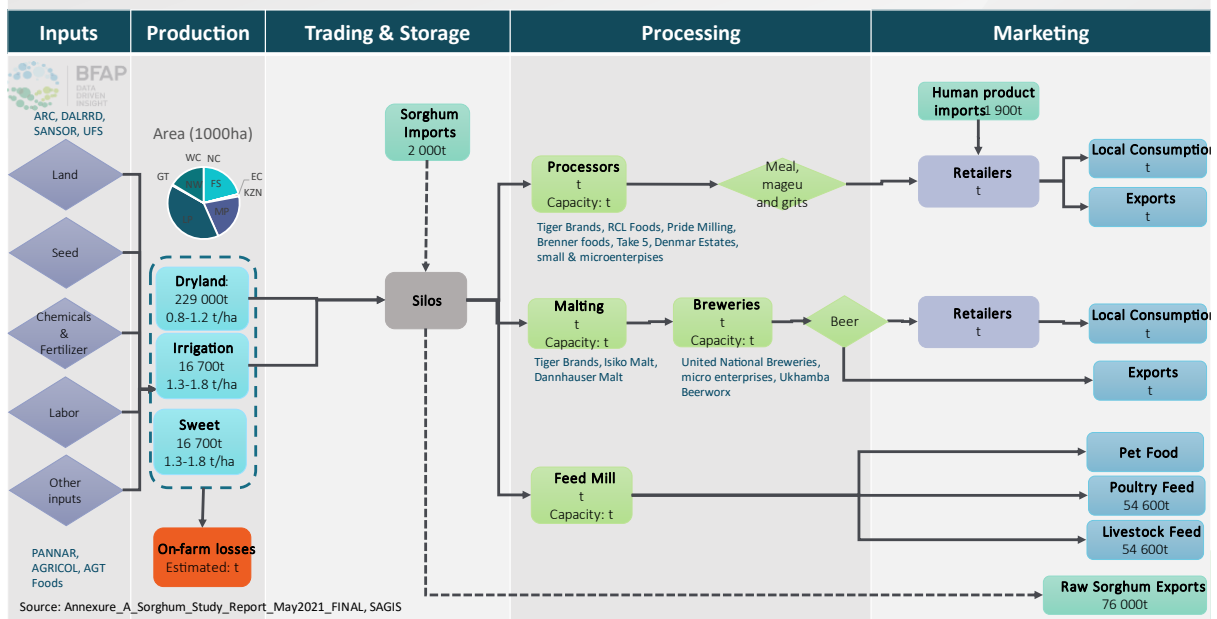 Inputs
Production
Trading & Storage
Processing
Marketing
BFAP
DATA
DRIVEN
INSIGHT
ARC, DALRRD,
SANSOR, UFS
Land
Seed
Chemicals
&
Fertilizer
Labor
Other
inputs
PANNAR,
AGRICOL, AGT
Foods
Area (1000ha)
WC NC
GT
NW
FS
EC
KZN
MP
LP
Dryland:
229 000t
0.8-1.2 t/ha
Irrigation
16 700t
1.3-1.8 t/ha
Sweet
16 700t
1.3-1.8 t/ha
On-farm losses
Estimated: t
Sorghum
Imports
2 000t
Silos
Processors
t
Capacity: t
Tiger Brands, RCL Foods, Pride Milling,
Brenner foods, Take 5, Denmar Estates,
small & microenterpises
Meal,
mageu
and grits
Malting
t
Capacity: t
Tiger Brands, Isiko Malt,
Dannhauser Malt
Breweries
t
Capacity: t
United National Breweries,
micro enterprises, Ukhamba
Beerworx
Beer
Feed Mill
t
Capacity: t
Human product
imports 1 900t
Retailers
t
Local Consumption
t
Exports
t
Retailers
t
Local Consumption
t
Exports
t
Pet Food
Poultry Feed
54 600t
Livestock Feed
54 600t
Raw Sorghum Exports
76 000t
Source: Annexure_A_Sorghum_Study_Report_May2021_FINAL, SAGIS